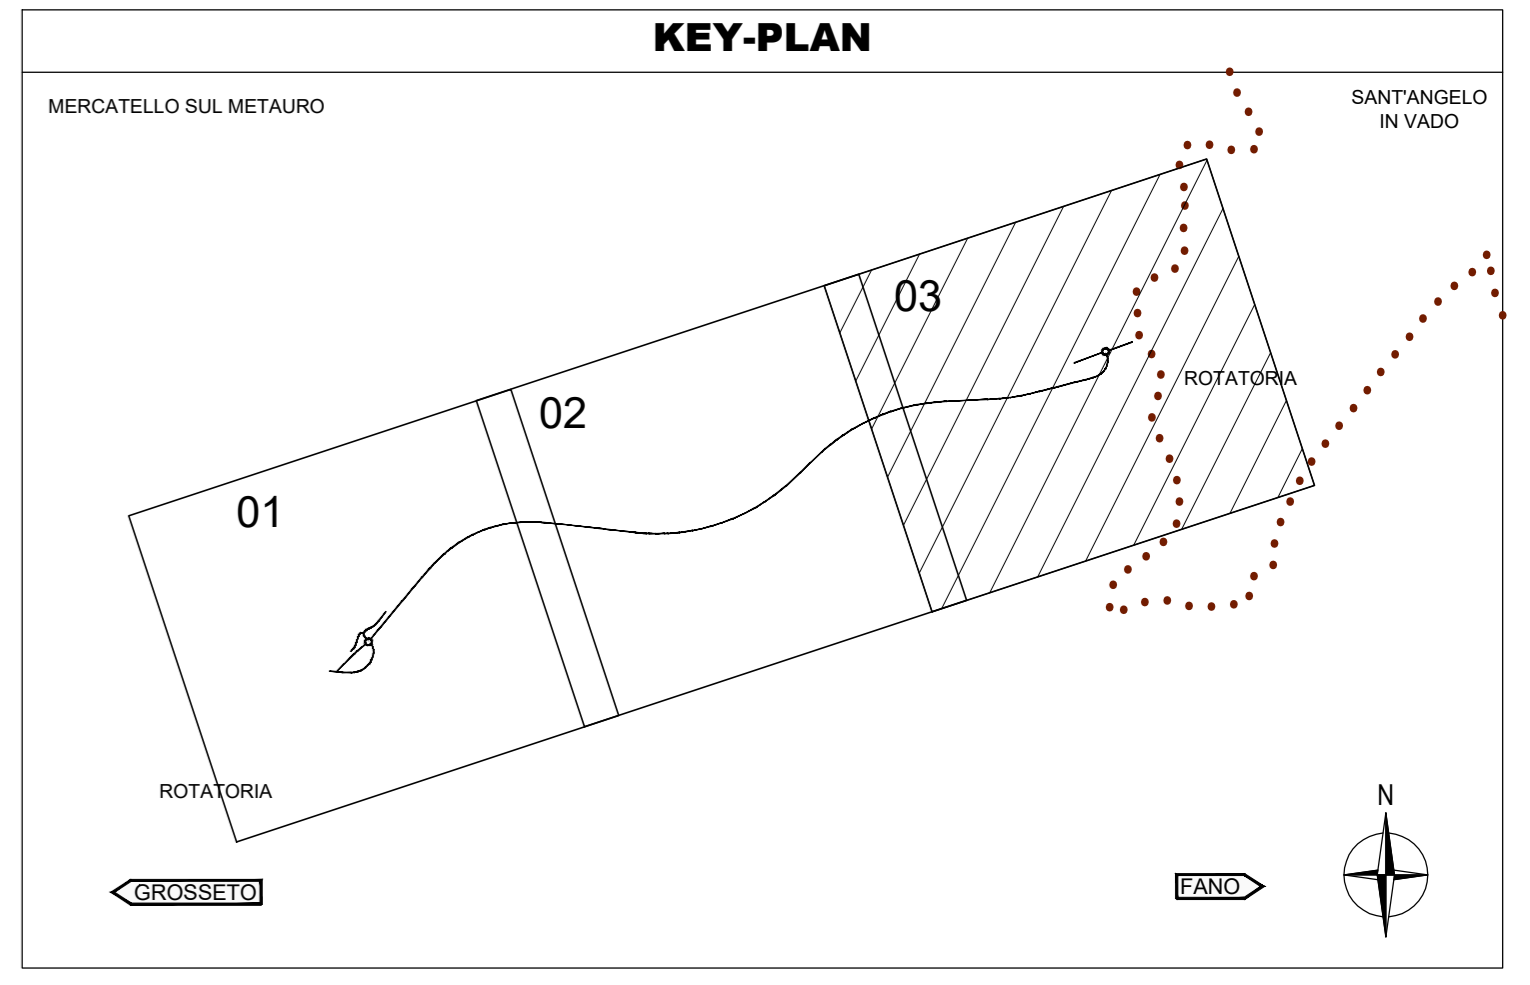 KEY-PLAN
MERCATELLO SUL METAURO
SANT'ANGELO
IN VADO
03
ROTATORIA
02
01
ROTATORIA
N
GROSSETO
FANO